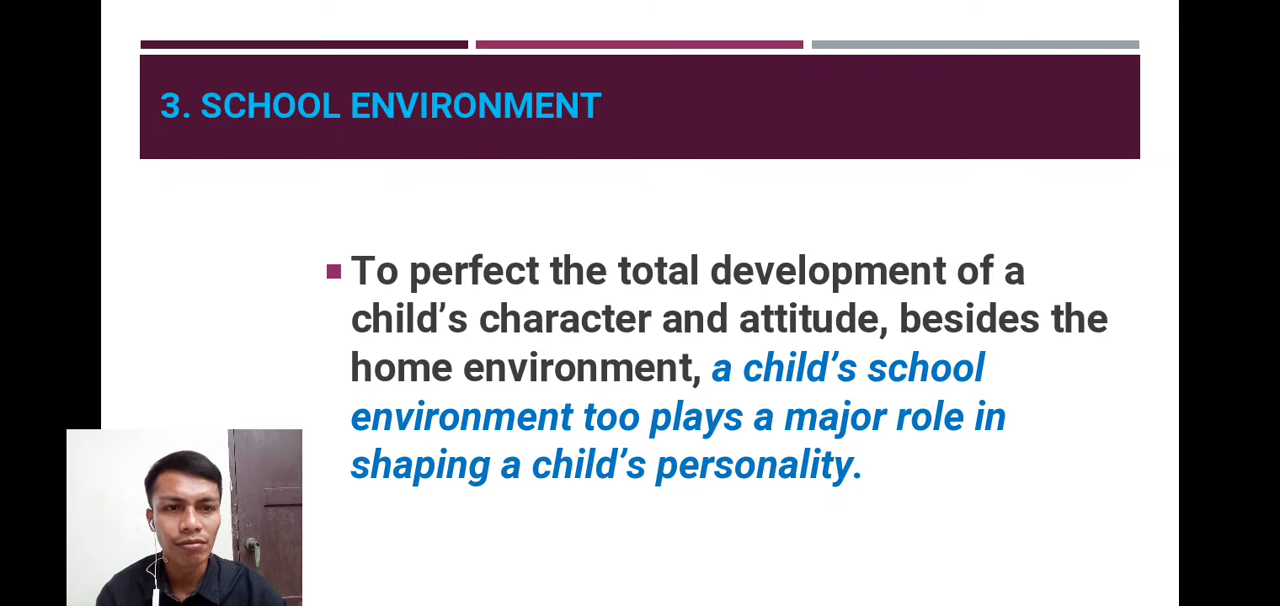 3. SCHOOL ENVIRONMENT
To perfect the total development of a
child’s character and attitude, besides the
home environment, a child’s school
environment too plays a major role in
shaping a child’s personality.